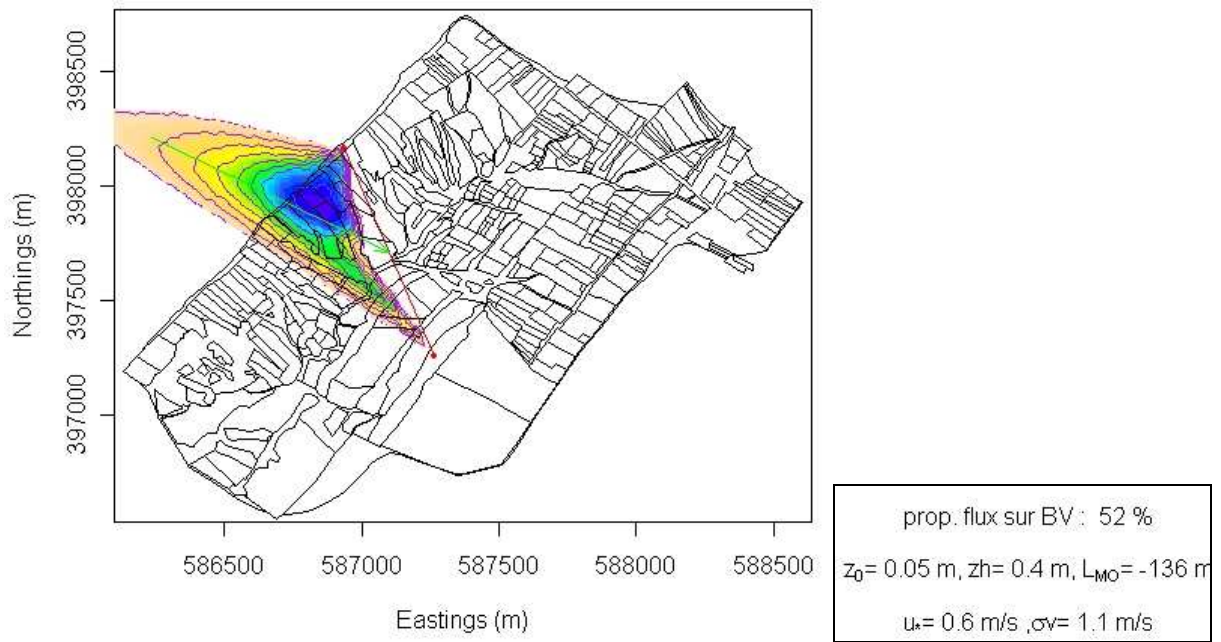 398500
398000
397500
397000
Northings (m)
586500 587000 587500 588000 588500
Eastings (m)
prop. flux sur BV : 52 %
z₀= 0.05 m, zh= 0.4 m, L_MO= -136 m
u*= 0.6 m/s ,σv= 1.1 m/s